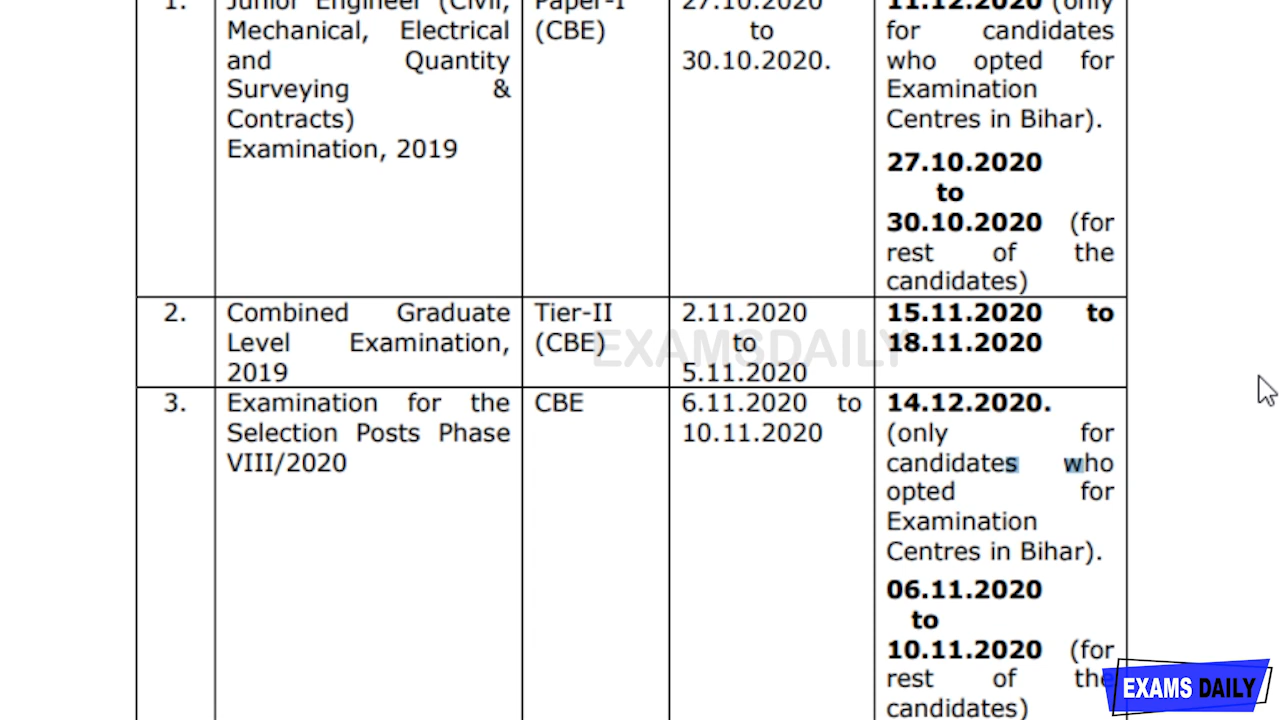 1.
Junior Engineer (Civil,
Mechanical, Electrical
and Quantity
Surveying &
Contracts)
Examination, 2019
Paper-I
(CBE)
27.10.2020
to
30.10.2020.
11.12.2020 (only
for candidates
who opted for
Examination
Centres in Bihar).
27.10.2020
to
30.10.2020 (for
rest of the
candidates)
2.
Combined Graduate
Level Examination,
2019
Tier-II
(CBE)
2.11.2020
to
5.11.2020
15.11.2020 to
18.11.2020
EXAMSDAILY
3.
Examination for the
Selection Posts Phase
VIII/2020
CBE
6.11.2020 to
10.11.2020
14.12.2020.
(only for
candidates who
opted for
Examination
Centres in Bihar).
06.11.2020
to
10.11.2020 (for
rest of the
candidates)
EXAMS DAILY